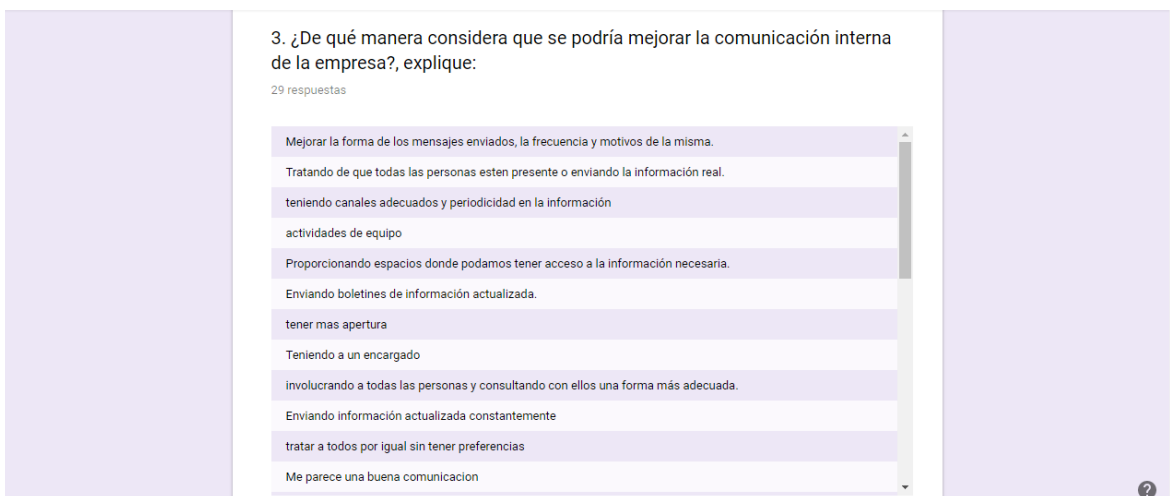 3. ¿De qué manera considera que se podría mejorar la comunicación interna
de la empresa?, explique:
29 respuestas
Mejorar la forma de los mensajes enviados, la frecuencia y motivos de la misma.
Tratando de que todas las personas esten presente o enviando la información real.
teniendo canales adecuados y periodicidad en la información
actividades de equipo
Proporcionando espacios donde podamos tener acceso a la información necesaria.
Enviando boletines de información actualizada.
tener mas apertura
Teniendo a un encargado
involucrando a todas las personas y consultando con ellos una forma más adecuada.
Enviando información actualizada constantemente
tratar a todos por igual sin tener preferencias
Me parece una buena comunicacion
?